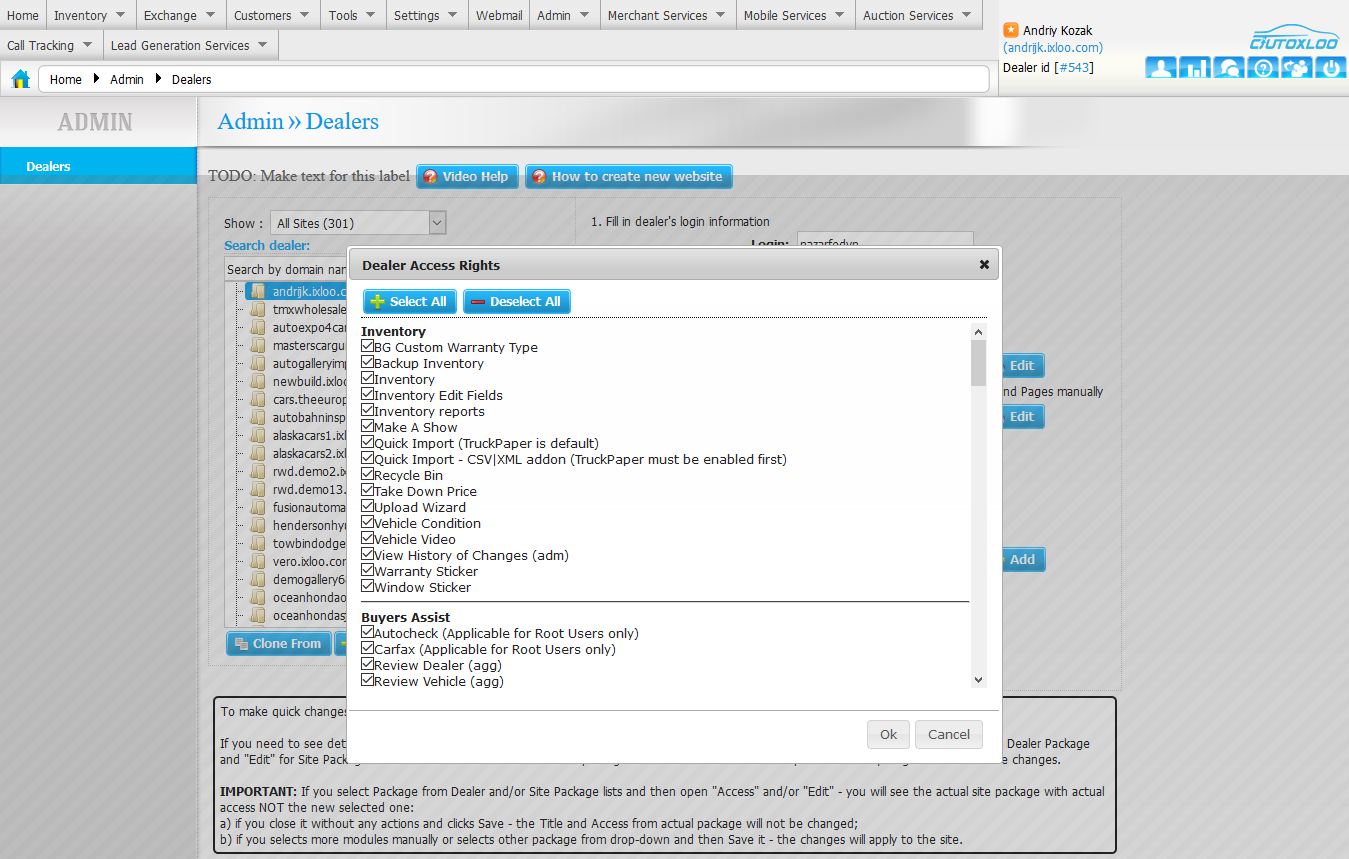 Home Inventory Exchange Customers Tools Settings Webmail Admin Merchant Services Mobile Services Auction Services
Call Tracking Lead Generation Services
Andriy Kozak
(andrijk.ixloo.com)
Dealer id [#543]
AUTOXLOO
Home Admin Dealers
ADMIN
Admin » Dealers
Dealers
TODO: Make text for this label Video Help How to create new website
Show : All Sites (301)
1. Fill in dealer's login information
Search dealer:
Login:
Search by domain
andrijk.ixloo.c
tmxwholesale
autoexpo4car
masterscargu
autogalleryimp
newbuild.ixloo
cars.theeurop
autobahninsp
alaskacars1.ixl
alaskacars2.ixl
rwd.demo2.ix
rwd.demo13.
fusionautoma
hendersonhyu
towbindodge
vero.ixloo.com
demogallery6
oceanhondao
oceanhondas
Clone From
Edit
nd Pages manually
Edit
Add
Dealer Access Rights
Select All Deselect All
Inventory
BG Custom Warranty Type
Backup Inventory
Inventory
Inventory Edit Fields
Inventory reports
Make A Show
Quick Import (TruckPaper is default)
Quick Import - CSV|XML addon (TruckPaper must be enabled first)
Recycle Bin
Take Down Price
Upload Wizard
Vehicle Condition
Vehicle Video
View History of Changes (adm)
Warranty Sticker
Window Sticker
Buyers Assist
Autocheck (Applicable for Root Users only)
Carfax (Applicable for Root Users only)
Review Dealer (agg)
Review Vehicle (agg)
Ok Cancel
To make quick changes
If you need to see det
Dealer Package
and "Edit" for Site Pack
e changes.
IMPORTANT: If you select Package from Dealer and/or Site Package lists and then open "Access" and/or "Edit" - you will see the actual site package with actual
access NOT the new selected one:
a) if you close it without any actions and clicks Save - the Title and Access from actual package will not be changed;
b) if you selects more modules manually or selects other package from drop-down and then Save it - the changes will apply to the site.